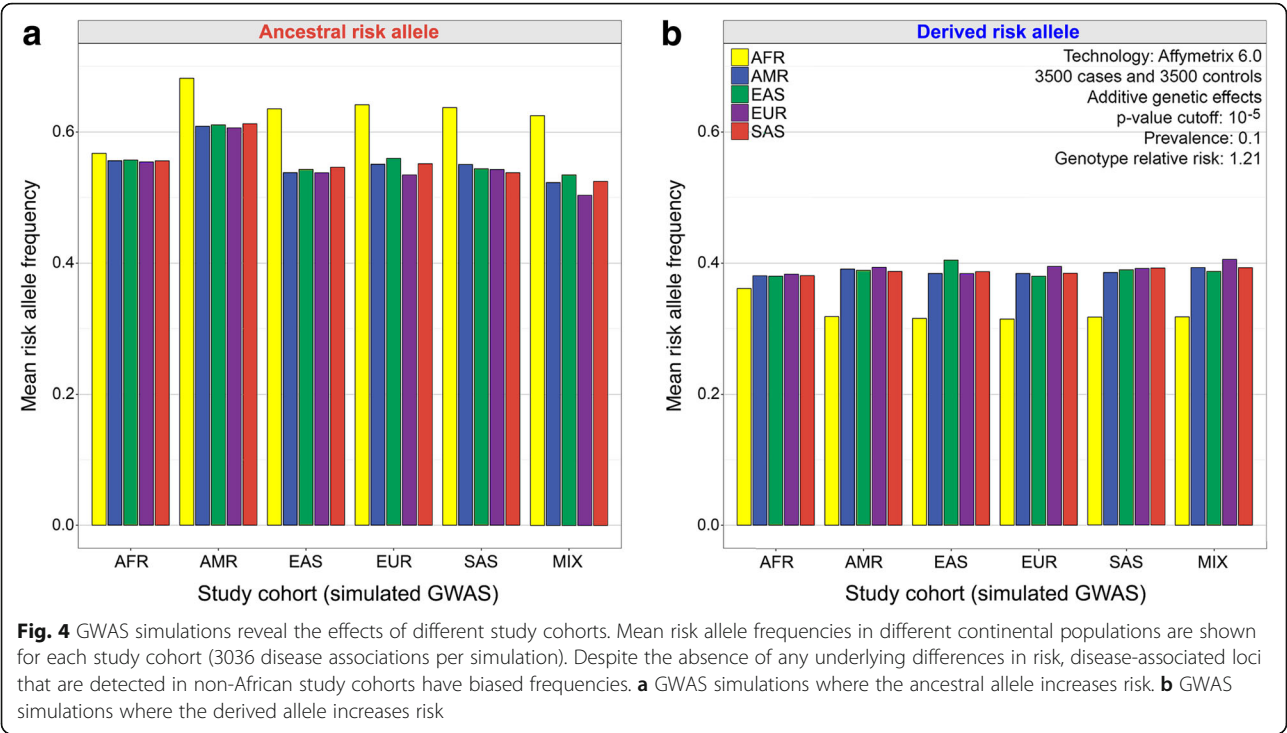 a
Ancestral risk allele
Mean risk allele frequency
0.6
0.4
0.2
0.0
AFR AMR EAS EUR SAS MIX
Study cohort (simulated GWAS)
b
Derived risk allele
AFR
AMR
EAS
EUR
SAS
Technology: Affymetrix 6.0
3500 cases and 3500 controls
Additive genetic effects
p-value cutoff: 10-5
Prevalence: 0.1
Genotype relative risk: 1.21
Mean risk allele frequency
0.6
0.4
0.2
0.0
AFR AMR EAS EUR SAS MIX
Study cohort (simulated GWAS)
Fig. 4 GWAS simulations reveal the effects of different study cohorts. Mean risk allele frequencies in different continental populations are shown
for each study cohort (3036 disease associations per simulation). Despite the absence of any underlying differences in risk, disease-associated loci
that are detected in non-African study cohorts have biased frequencies. a GWAS simulations where the ancestral allele increases risk. b GWAS
simulations where the derived allele increases risk